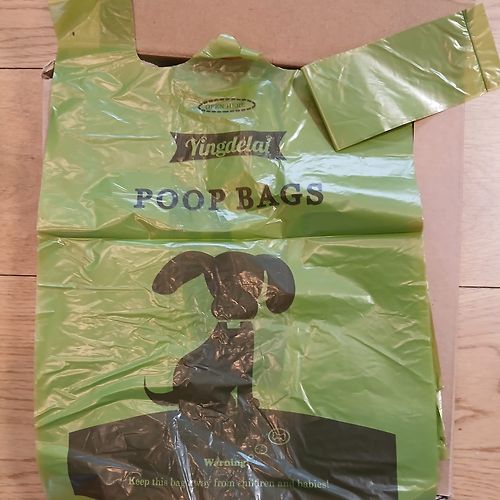 OPEN HERE
Yingdelai
POOP BAGS
Warning:
Keep this bag away from children and babies!